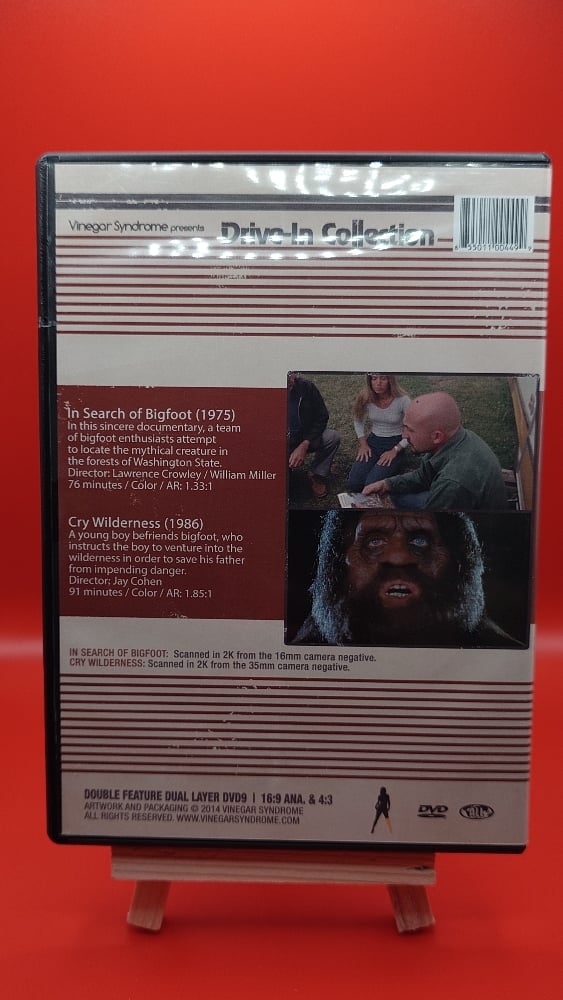 Vinegar Syndrome presents Drive-In Collection
In Search of Bigfoot (1975)
In this sincere documentary, a team
of bigfoot enthusiasts attempt
to locate the mythical creature in
the forests of Washington State.
Director: Lawrence Crowley / William Miller
76 minutes / Color / AR: 1.33:1
Cry Wilderness (1986)
A young boy befriends bigfoot, who
instructs the boy to venture into the
wilderness in order to save his father
from impending danger.
Director: Jay Cohen
91 minutes / Color / AR: 1.85:1
IN SEARCH OF BIGFOOT: Scanned in 2K from the 16mm camera negative.
CRY WILDERNESS: Scanned in 2K from the 35mm camera negative.
DOUBLE FEATURE DUAL LAYER DVD9 | 16:9 ANA. & 4:3
ARTWORK AND PACKAGING © 2014 VINEGAR SYNDROME
ALL RIGHTS RESERVED. WWW.VINEGARSYNDROME.COM
DVD